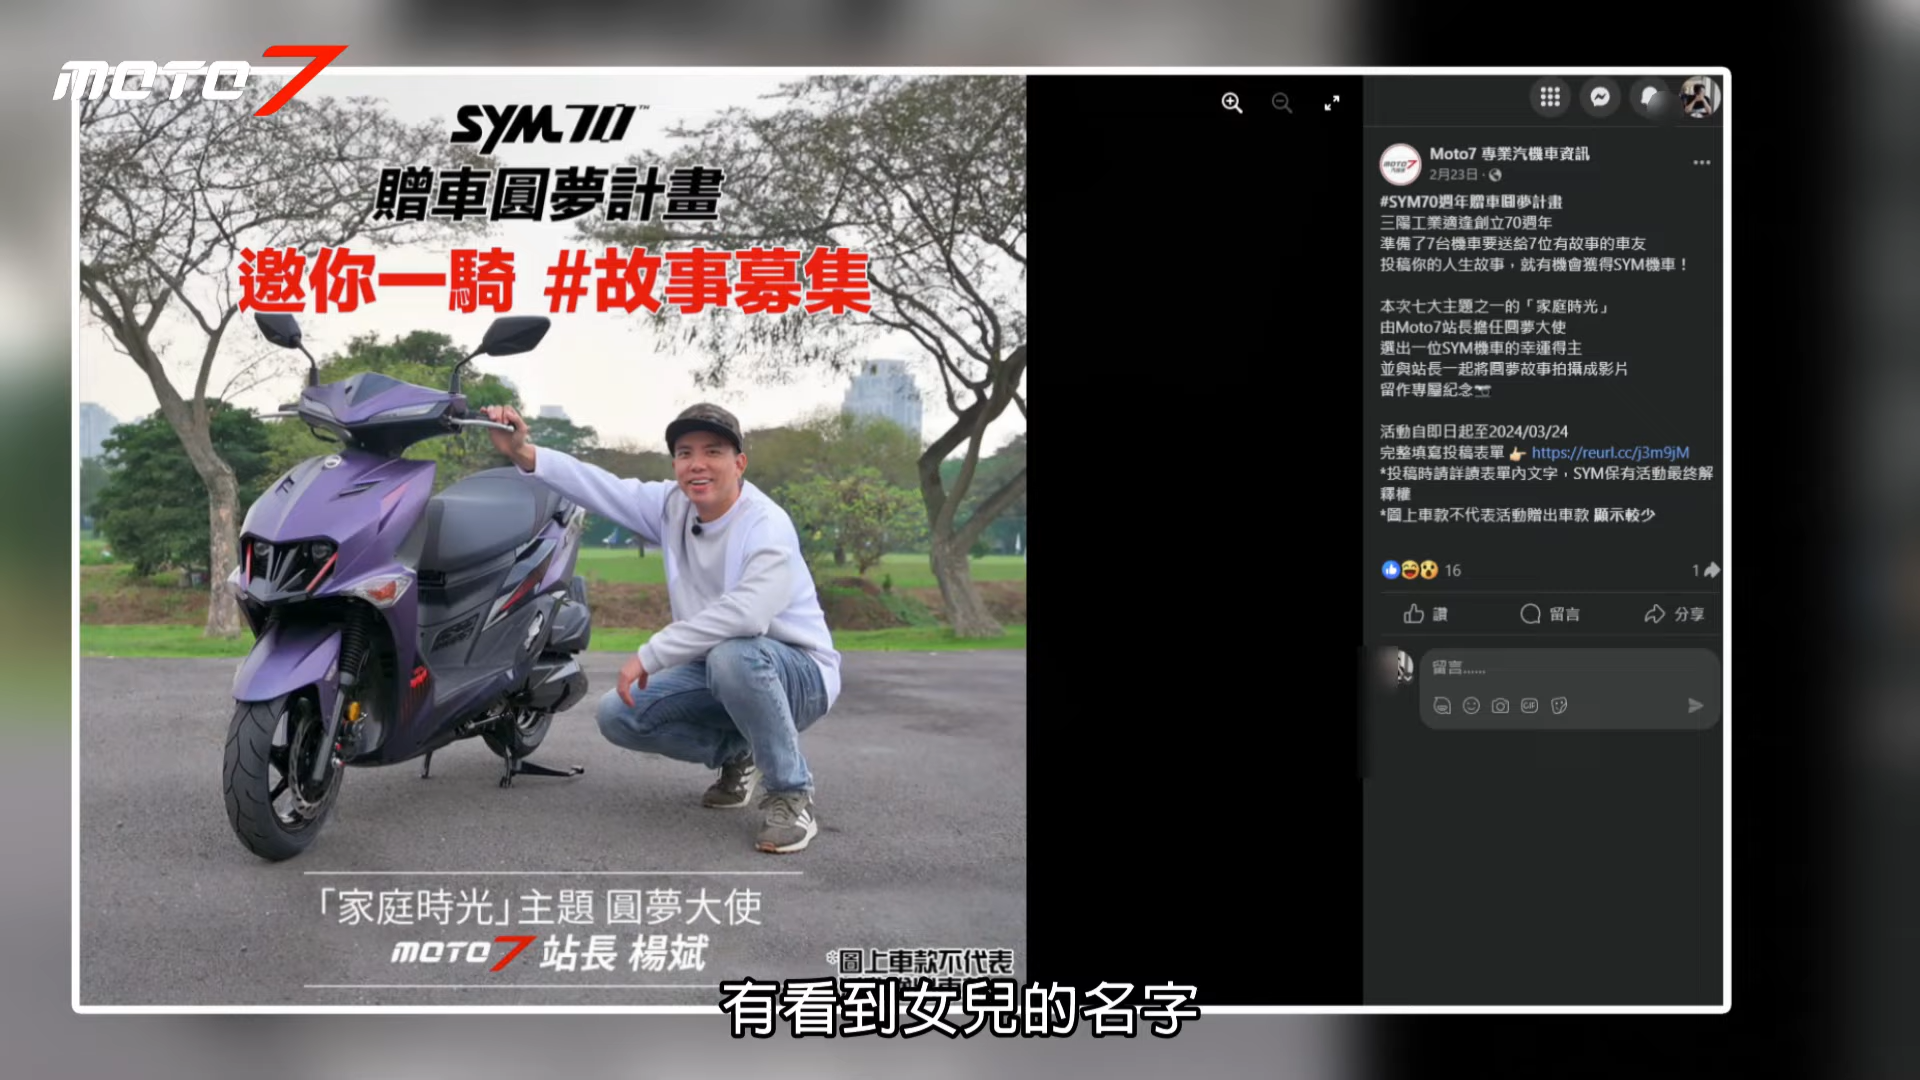 MOTO7
SYM70™
贈車圓夢計畫
邀你一騎 #故事募集
「家庭時光」主題 圓夢大使
MOTO7 站長 楊斌
*圖上車款不代表
有看到女兒的名字
Moto7 專業汽機車資訊
2月23日
#SYM70週年贈車圓夢計畫
三陽工業適逢創立70週年
準備了7台機車要送給7位有故事的車友
投稿你的人生故事，就有機會獲得SYM機車！
本次七大主題之一的「家庭時光」
由Moto7站長擔任圓夢大使
選出一位SYM機車的幸運得主
並與站長一起將圓夢故事拍攝成影片
留作專屬紀念
活動自即日起至2024/03/24
完整填寫投稿表單 👉 https://reurl.cc/j3m9jM
*投稿時請詳讀表單內文字，SYM保有活動最終解
釋權
*圖上車款不代表活動贈出車款 顯示較少
16
1
讚 留言 分享
留言......
GIF